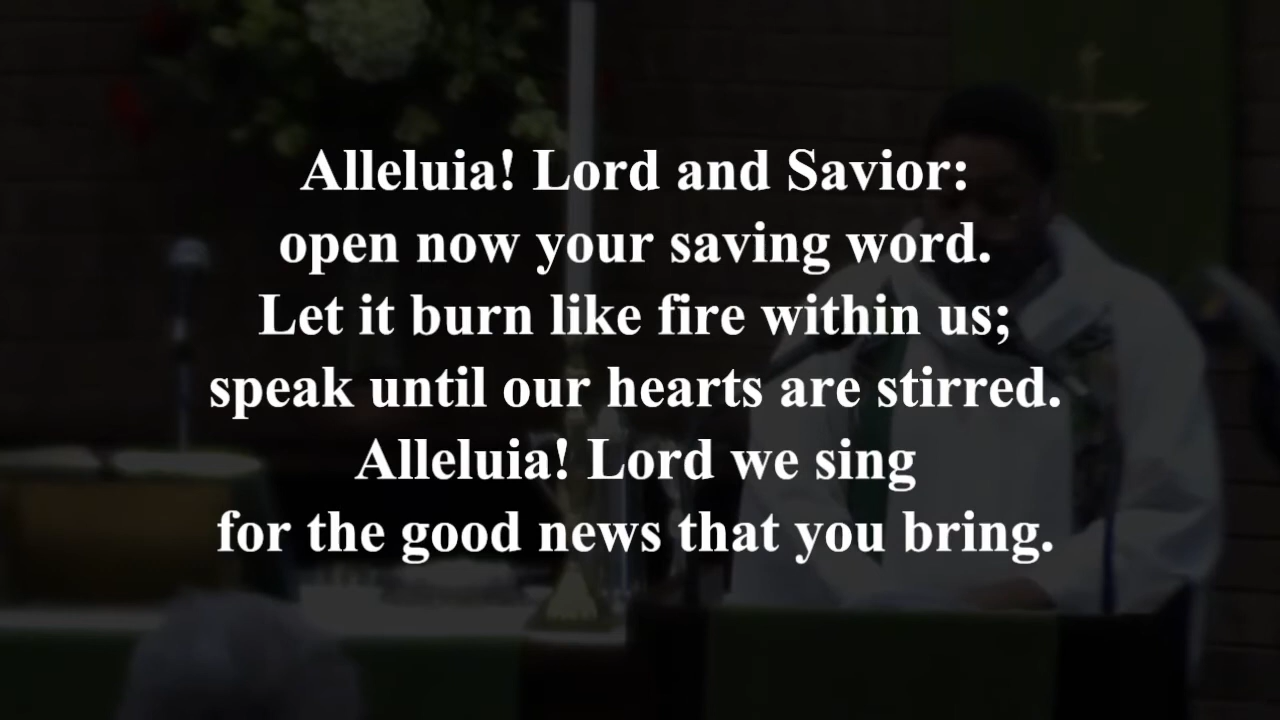 Alleluia! Lord and Savior:
open now your saving word.
Let it burn like fire within us;
speak until our hearts are stirred.
Alleluia! Lord we sing
for the good news that you bring.